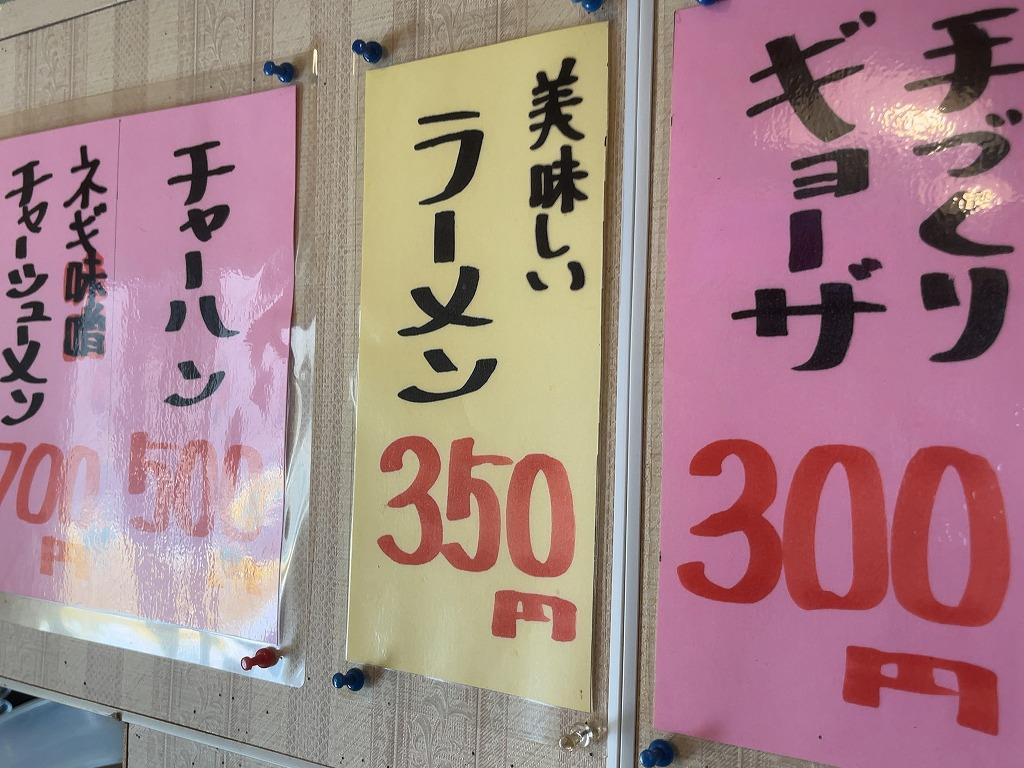 手づくり
ギョーザ
300
円
美味しい
ラーメン
350
円
チャーハン
500
ネギ味噌
チャーシューメン
700
円